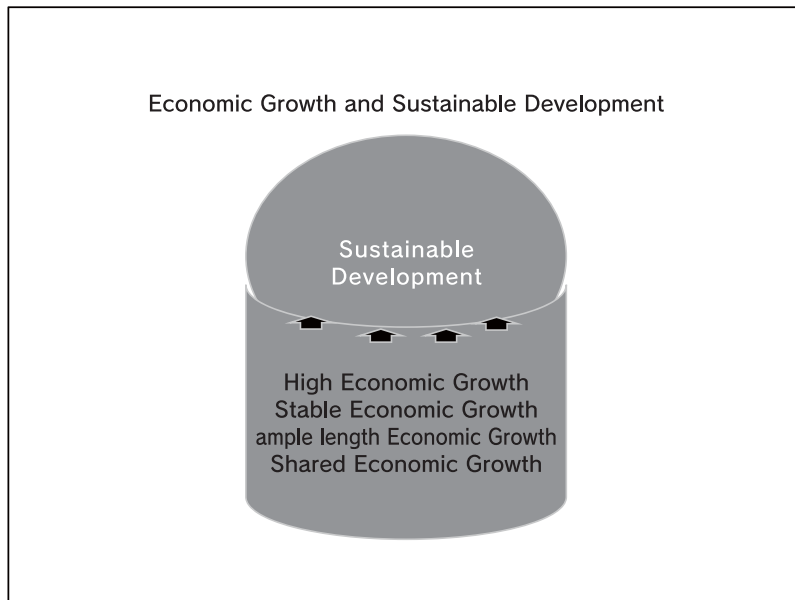 Economic Growth and Sustainable Development
Sustainable
Development
High Economic Growth
Stable Economic Growth
ample length Economic Growth
Shared Economic Growth